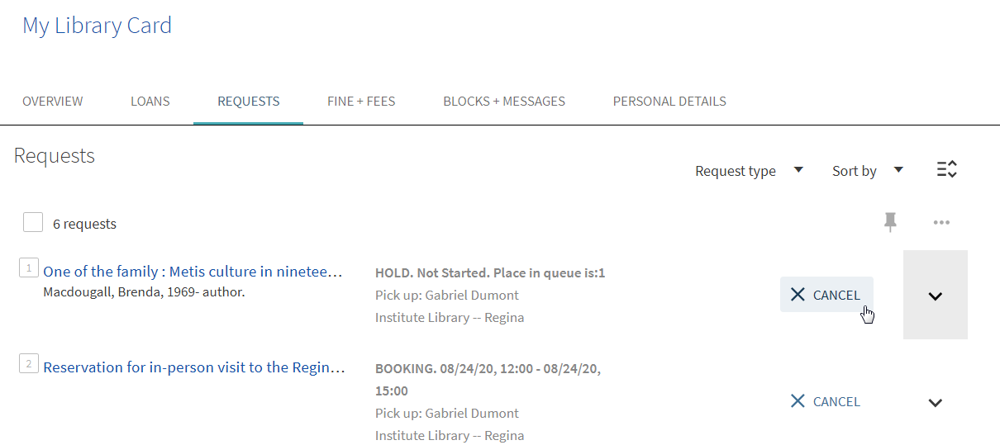 My Library Card
OVERVIEW LOANS REQUESTS FINE + FEES BLOCKS + MESSAGES PERSONAL DETAILS
Requests
Request type Sort by
6 requests
1 One of the family : Metis culture in ninetee...
Macdougall, Brenda, 1969- author.
HOLD. Not Started. Place in queue is:1
Pick up: Gabriel Dumont
Institute Library -- Regina
CANCEL
2 Reservation for in-person visit to the Regin...
BOOKING. 08/24/20, 12:00 - 08/24/20,
15:00
Pick up: Gabriel Dumont
Institute Library -- Regina
CANCEL